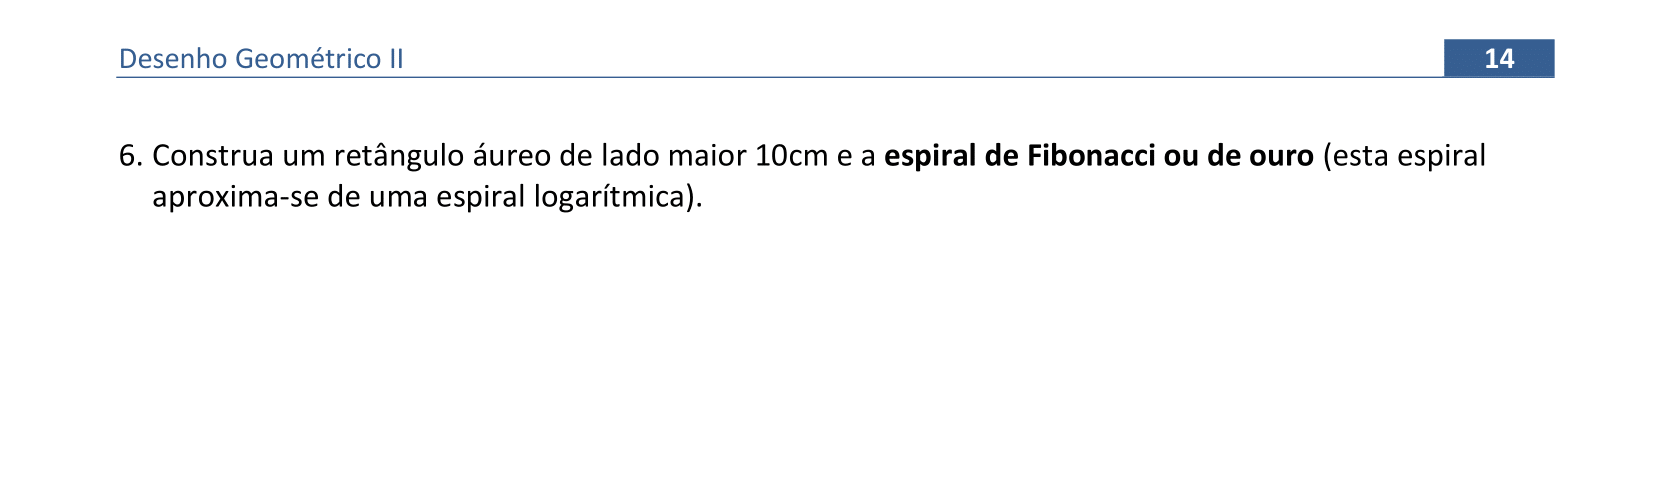 Desenho Geométrico II
14
6. Construa um retângulo áureo de lado maior 10cm e a espiral de Fibonacci ou de ouro (esta espiral
aproxima-se de uma espiral logarítmica).